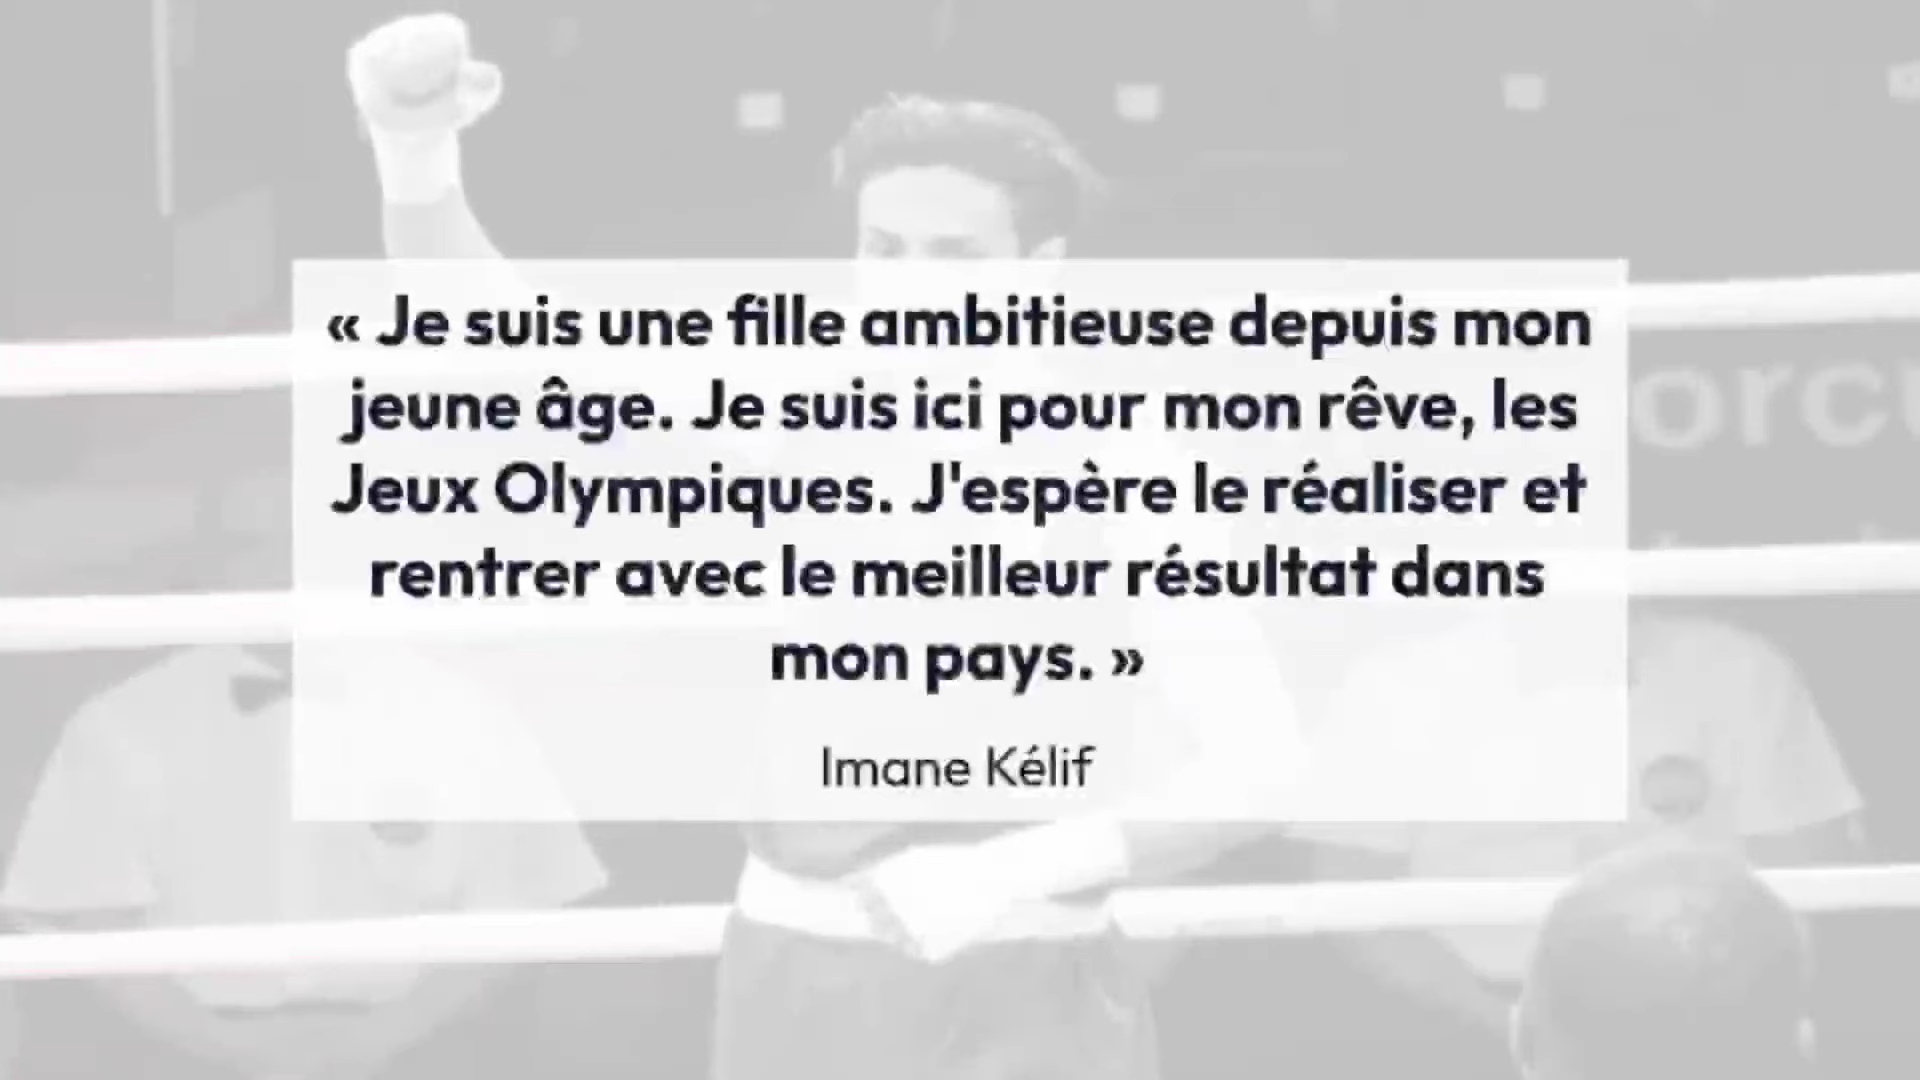 « Je suis une fille ambitieuse depuis mon
jeune âge. Je suis ici pour mon rêve, les
Jeux Olympiques. J'espère le réaliser et
rentrer avec le meilleur résultat dans
mon pays. »
Imane Kélif